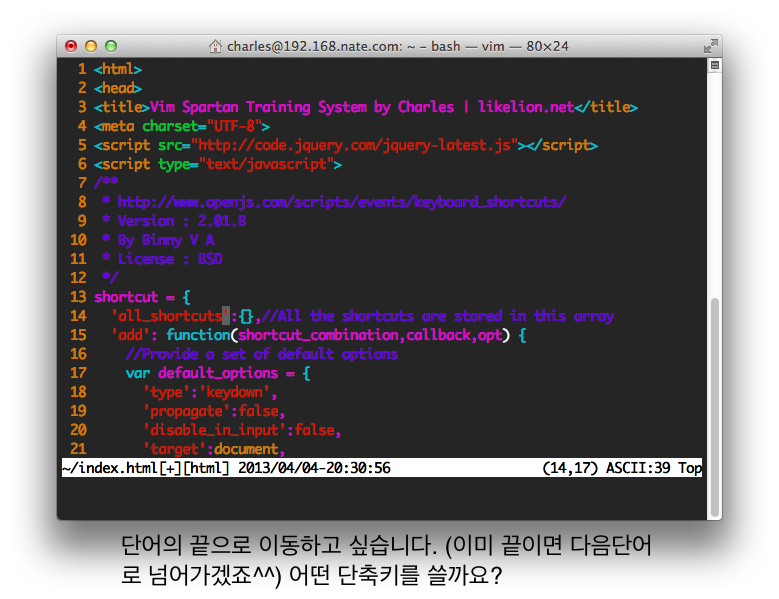 charles@192.168.nate.com: ~ – bash — vim — 80×24
1 <html>
2 <head>
3 <title>Vim Spartan Training System by Charles | likelion.net</title>
4 <meta charset="UTF-8">
5 <script src="http://code.jquery.com/jquery-latest.js"></script>
6 <script type="text/javascript">
7 /**
8  * http://www.openjs.com/scripts/events/keyboard_shortcuts/
9  * Version : 2.01.B
10  * By Binny V A
11  * License : BSD
12  */
13 shortcut = {
14   'all_shortcuts':{},//All the shortcuts are stored in this array
15   'add': function(shortcut_combination,callback,opt) {
16     //Provide a set of default options
17     var default_options = {
18       'type':'keydown',
19       'propagate':false,
20       'disable_in_input':false,
21       'target':document,
~/index.html[+][html] 2013/04/04-20:30:56 (14,17) ASCII:39 Top
단어의 끝으로 이동하고 싶습니다. (이미 끝이면 다음단어
로 넘어가겠죠^^) 어떤 단축키를 쓸까요?